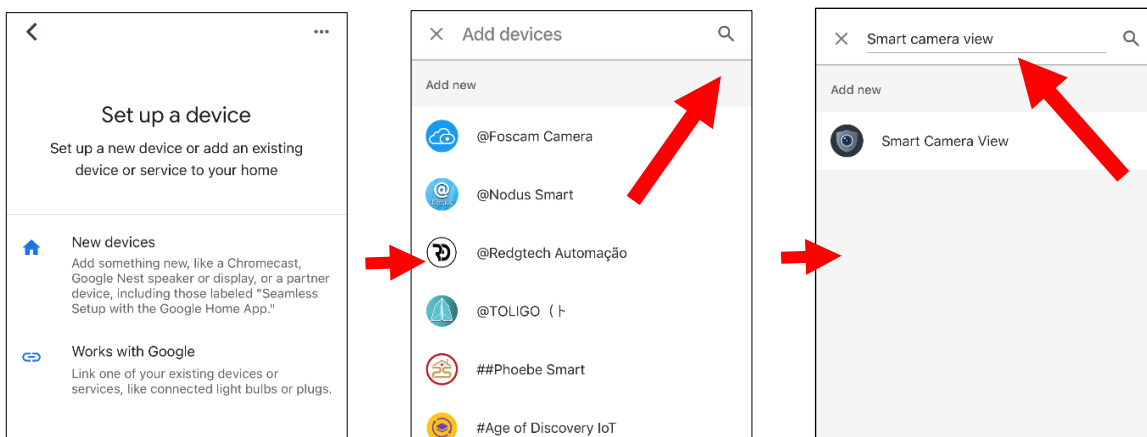 Set up a device
Set up a new device or add an existing
device or service to your home
New devices
Add something new, like a Chromecast,
Google Nest speaker or display, or a partner
device, including those labeled "Seamless
Setup with the Google Home App."
Works with Google
Link one of your existing devices or
services, like connected light bulbs or plugs.
Add devices
Add new
@Foscam Camera
@Nodus Smart
@Redgtech Automação
@TOLIGO（ト
##Phoebe Smart
#Age of Discovery IoT
Smart camera view
Add new
Smart Camera View